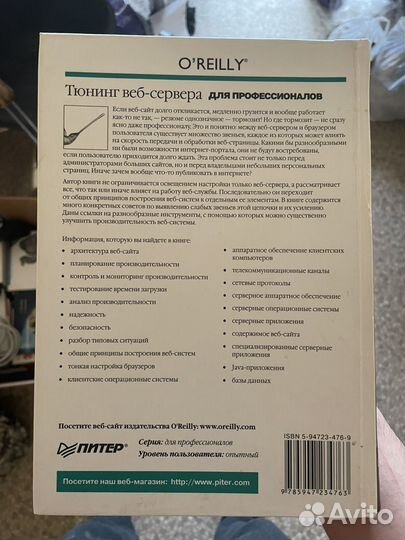 O'REILLY®
Тюнинг веб-сервера ДЛЯ ПРОФЕССИОНАЛОВ
Если веб-сайт долго откликается, медленно грузится и вообще работает
как-то не так, — резюме однозначное — тормозит! Но где тормозит — не сразу
ясно даже профессионалу. Это и понятно: между веб-сервером и браузером
пользователя существует множество звеньев, каждое из которых может влиять
на скорость передачи и обработки веб-страницы. Какими бы разнообразными
ни были возможности интернет-портала, они не будут востребованы,
если пользователю приходится долго ждать. Эта проблема стоит не только перед
администраторами больших сайтов, но и перед владельцами небольших персональных
страниц. Иначе зачем вообще что-то публиковать в интернете?
Автор книги не ограничивается освещением настройки только веб-сервера, а рассматривает
все, что так или иначе влияет на работу веб-службы. Последовательно он переходит
от общих принципов построения веб-систем к отдельным ее элементам. В книге содержится
много конкретных советов по выявлению слабых звеньев этой цепочки и их усилению.
Даны ссылки на разнообразные инструменты, с помощью которых можно существенно
улучшить производительность веб-системы.
Информация, которую вы найдете в книге:
• архитектура веб-сайта
• планирование производительности
• контроль и мониторинг производительности
• тестирование времени загрузки
• анализ производительности
• надежность
• безопасность
• разбор типовых ситуаций
• общие принципы построения веб-систем
• тонкая настройка браузеров
• клиентские операционные системы
• аппаратное обеспечение клиентских
компьютеров
• телекоммуникационные каналы
• сетевые протоколы
• серверное аппаратное обеспечение
• серверные операционные системы
• серверные приложения
• содержимое веб-сайта
• специализированные серверные
приложения
• Java-приложения
• базы данных
Посетите веб-сайт издательства O'Reilly: www.oreilly.com
ПИТЕР®
Серия: для профессионалов
Уровень пользователя: опытный
Посетите наш веб-магазин: http://www.piter.com
ISBN 5-94723-476-9
9 785947 234763
Avito